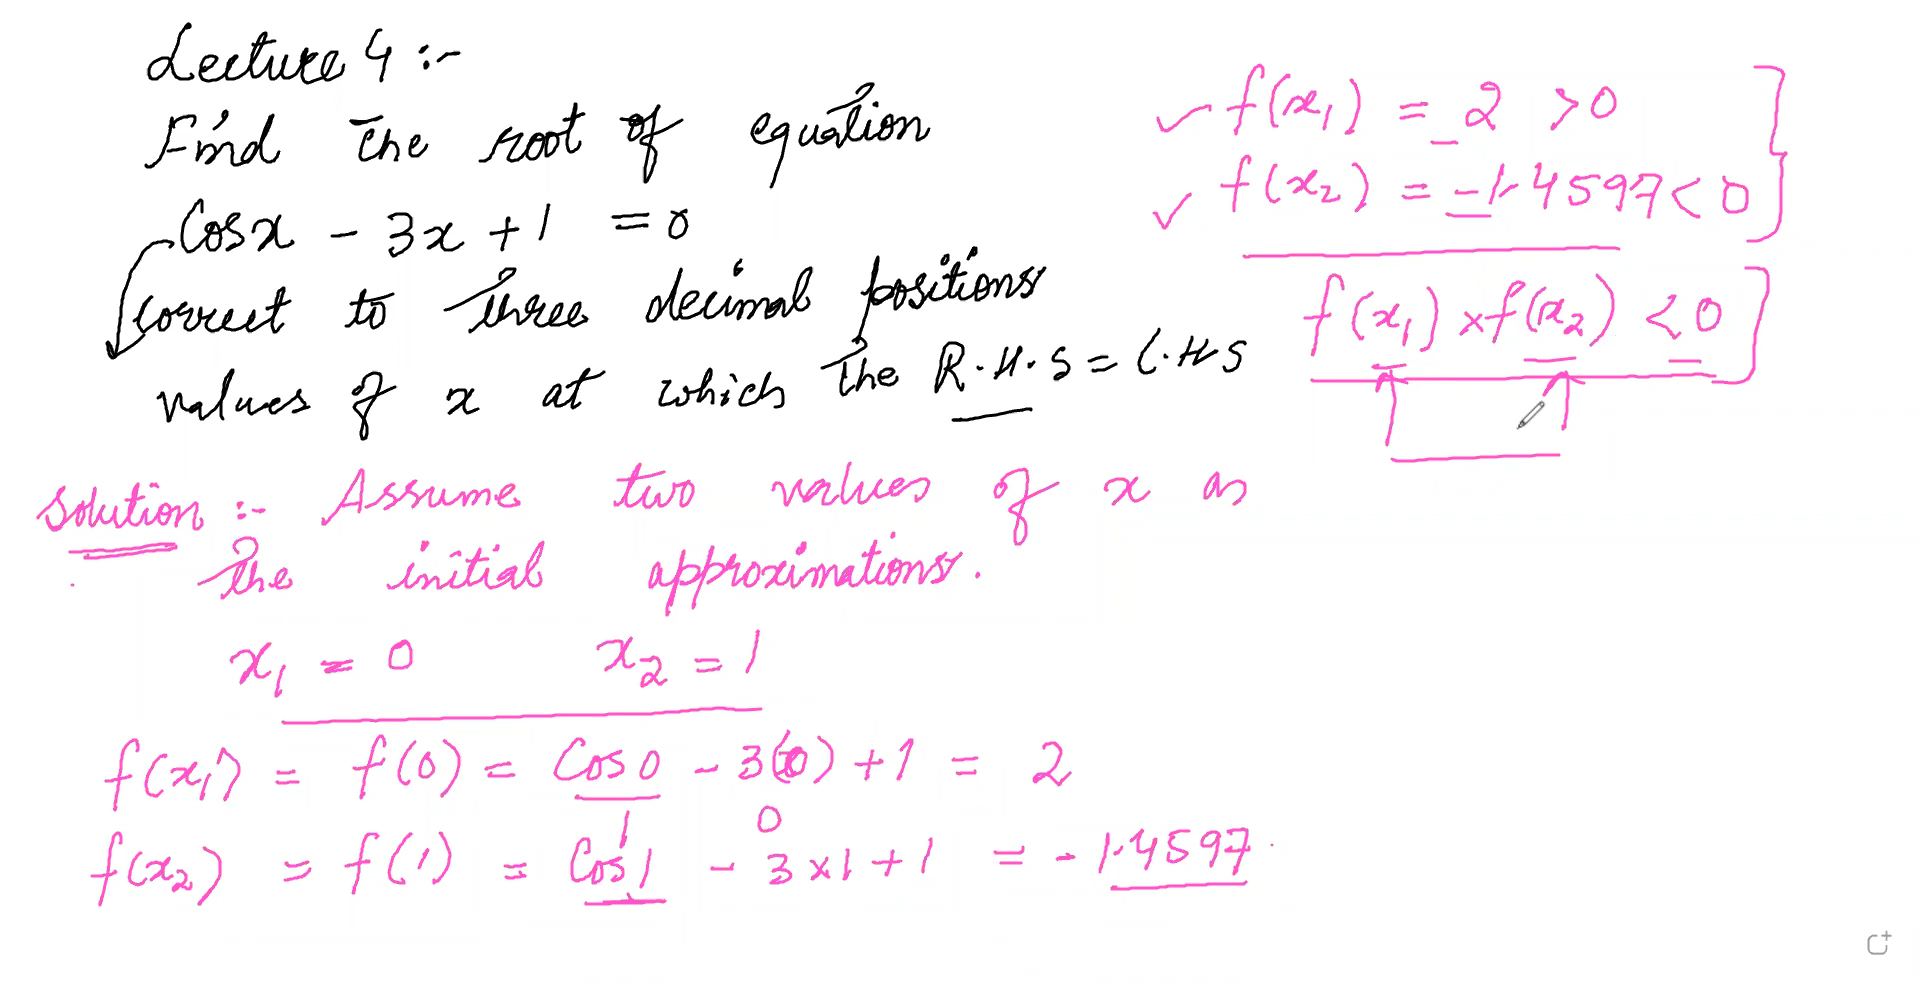 Lecture 4 :-
Find the root of equation
Cosx - 3x + 1 = 0
correct to three decimal positions
values of x at which the R.H.S = L.H.S
f(x₁) = 2 > 0
f(x₂) = -1.4597 < 0
f(x₁) × f(x₂) < 0
Solution :- Assume two values of x as
the initial approximations.
x₁ = 0 x₂ = 1
f(x₁) = f(0) = Cos0 - 3(0) + 1 = 2
1 0
f(x₂) = f(1) = Cos1 - 3×1 + 1 = -1.4597